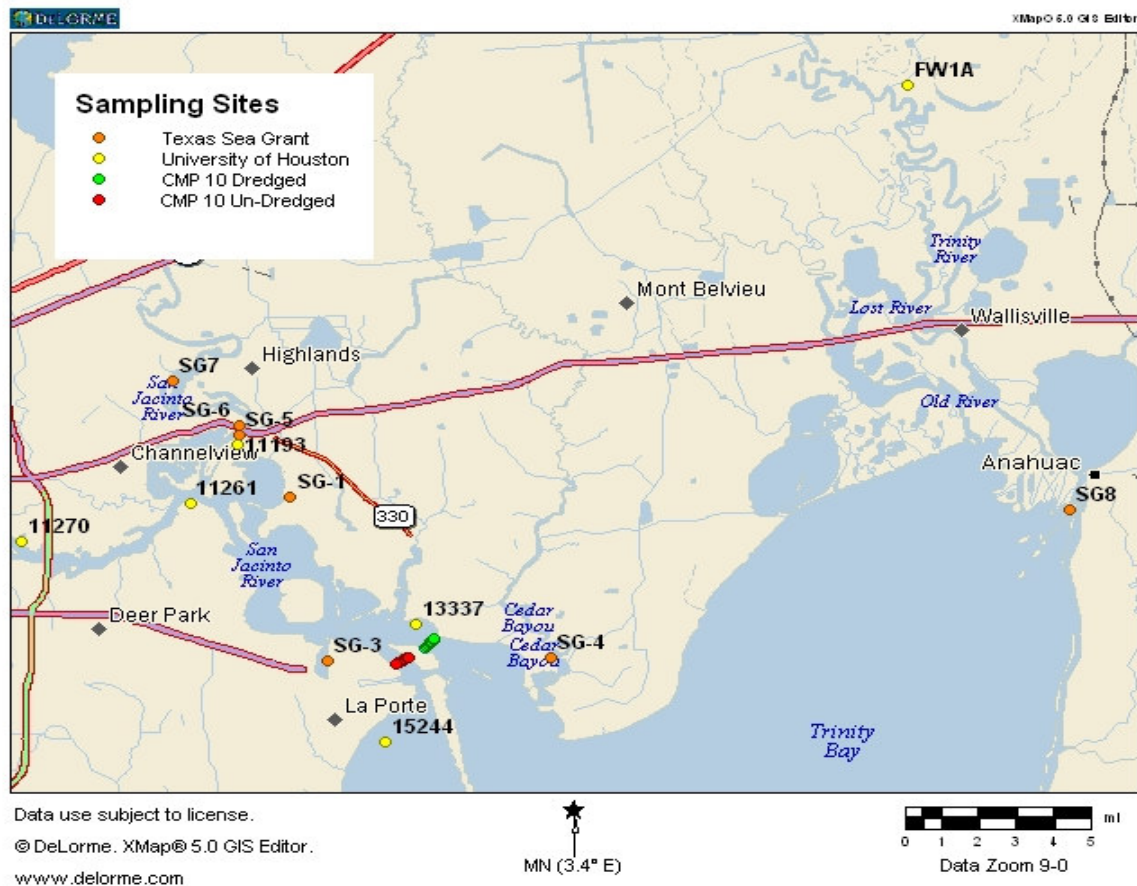 DELORME
XMap® 5.0 GIS Editor
FW1A
Sampling Sites
Texas Sea Grant
University of Houston
CMP 10 Dredged
CMP 10 Un-Dredged
Trinity
River
Mont Belvieu
Lost River
Wallisville
Highlands
SG7
San
Jacinto
River
SG-6
SG-5
Old River
11193
Channelview
Anahuac
11261
SG-1
SG8
330
11270
San
Jacinto
River
13337
Cedar
Bayou
Deer Park
Cedar
Bayou
SG-4
SG-3
La Porte
15244
Trinity
Bay
Data use subject to license.
© DeLorme. XMap® 5.0 GIS Editor.
www.delorme.com
MN (3.4° E)
mi
0 1 2 3 4 5
Data Zoom 9-0